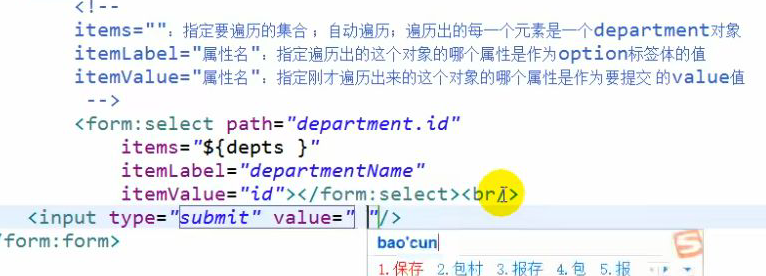 <!--
items=""：指定要遍历的集合；自动遍历；遍历出的每一个元素是一个department对象
itemLabel="属性名"：指定遍历出的这个对象的哪个属性是作为option标签体的值
itemValue="属性名"：指定刚才遍历出来的这个对象的哪个属性是作为要提交的value值
-->
<form:select path="department.id"
items="${depts }"
itemLabel="departmentName"
itemValue="id"></form:select><br/>
<input type="submit" value=" "/>
/form:form>
bao'cun
1.保存 2.包村 3.报存 4.包 5.报